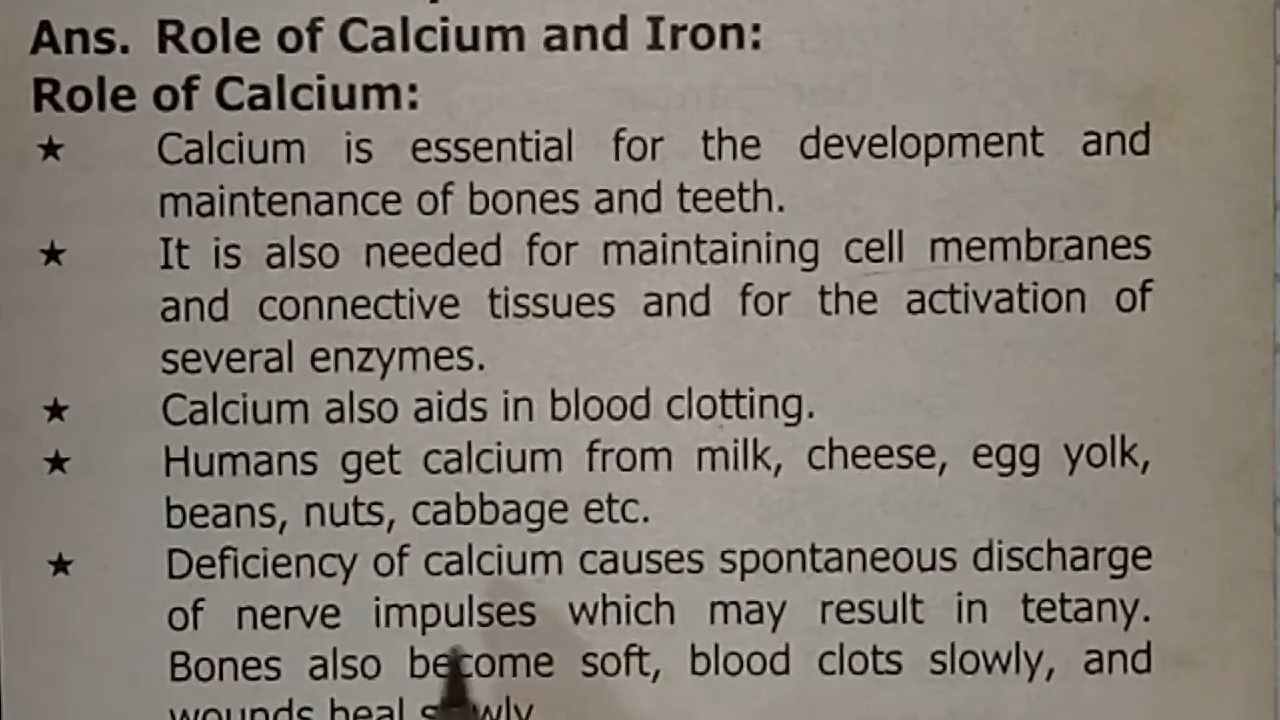 Ans. Role of Calcium and Iron:
Role of Calcium:
★ Calcium is essential for the development and
maintenance of bones and teeth.
★ It is also needed for maintaining cell membranes
and connective tissues and for the activation of
several enzymes.
★ Calcium also aids in blood clotting.
★ Humans get calcium from milk, cheese, egg yolk,
beans, nuts, cabbage etc.
★ Deficiency of calcium causes spontaneous discharge
of nerve impulses which may result in tetany.
Bones also become soft, blood clots slowly, and
wounds heal slowly